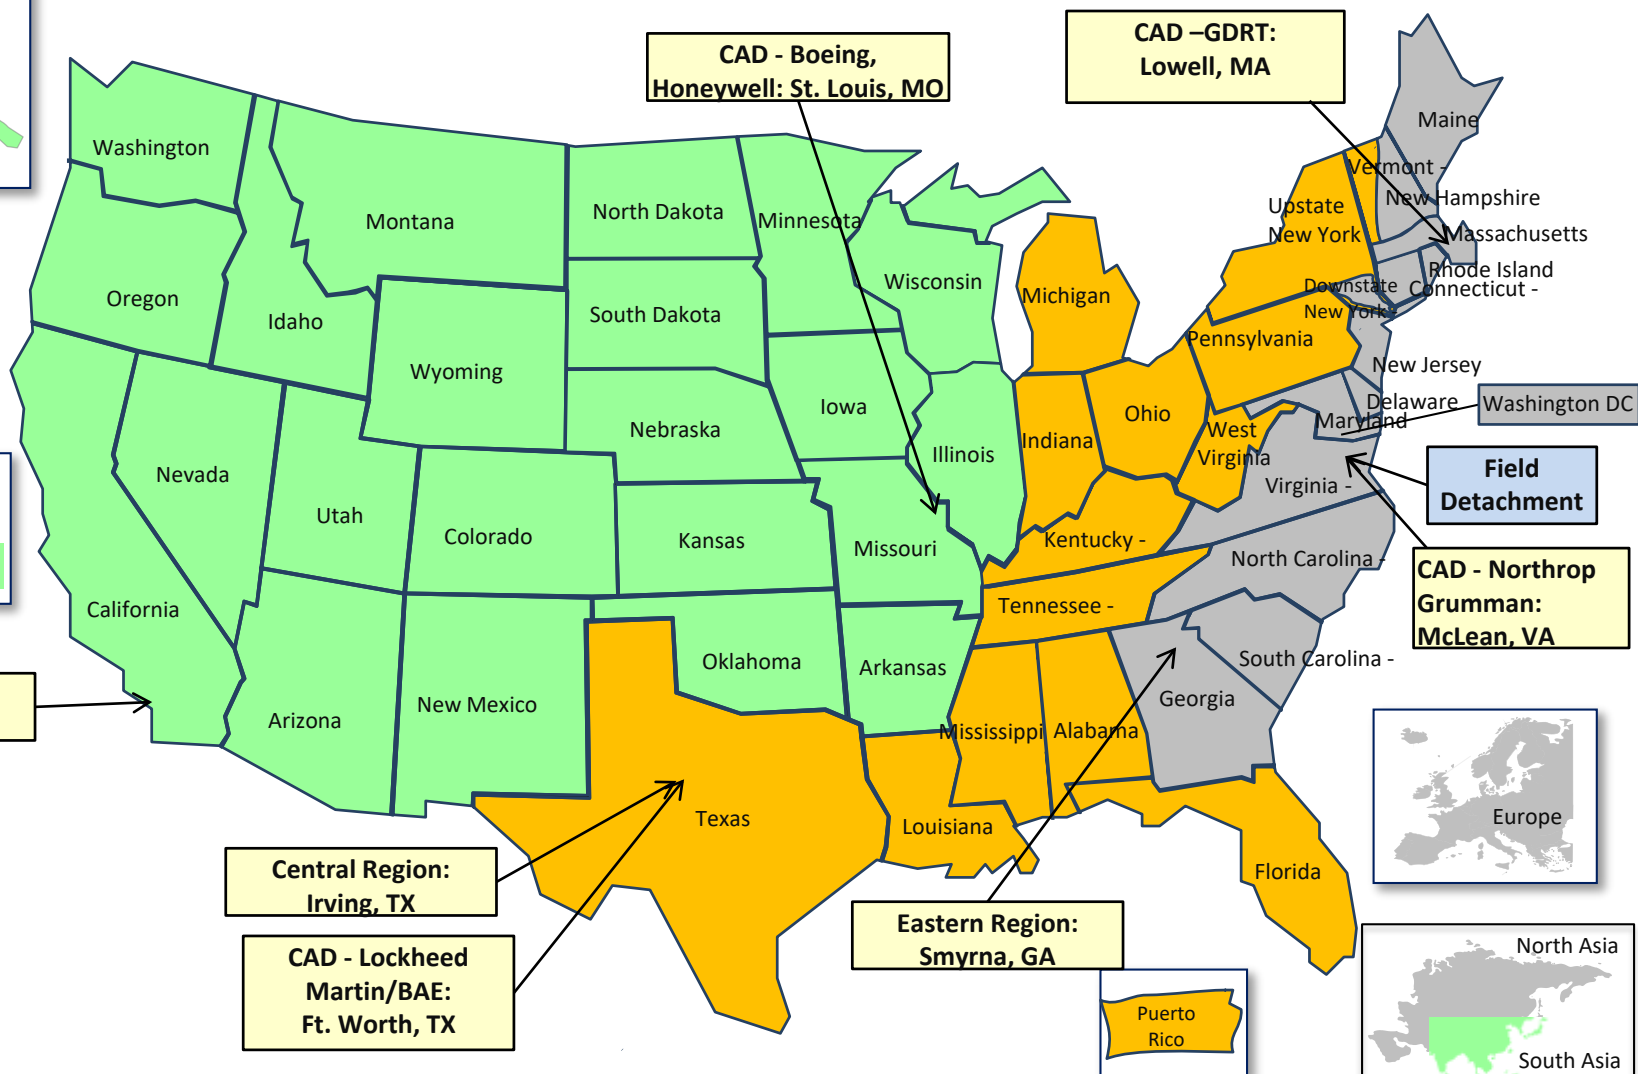 CAD - Boeing,
Honeywell: St. Louis, MO
CAD –GDRT:
Lowell, MA
Washington
Montana
North Dakota
Minnesota
Maine
Vermont -
New Hampshire
Upstate
New York
Massachusetts
Rhode Island
Connecticut -
Downstate
New York -
Oregon
Idaho
South Dakota
Wisconsin
Michigan
Pennsylvania
New Jersey
Wyoming
Iowa
Ohio
Delaware
Maryland
Washington DC
Nebraska
Illinois
Indiana
West
Virginia
Nevada
Utah
Colorado
Kansas
Missouri
Kentucky -
Virginia -
Field
Detachment
North Carolina -
CAD - Northrop
Grumman:
McLean, VA
California
Tennessee -
Oklahoma
Arkansas
South Carolina -
Arizona
New Mexico
Mississippi
Alabama
Georgia
Texas
Louisiana
Florida
Europe
Central Region:
Irving, TX
CAD - Lockheed
Martin/BAE:
Ft. Worth, TX
Eastern Region:
Smyrna, GA
Puerto
Rico
North Asia
South Asia